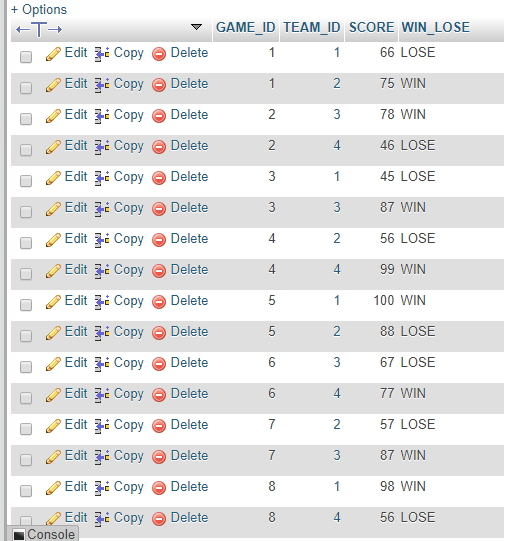 + Options
GAME_ID TEAM_ID SCORE WIN_LOSE
Edit Copy Delete 1 1 66 LOSE
Edit Copy Delete 1 2 75 WIN
Edit Copy Delete 2 3 78 WIN
Edit Copy Delete 2 4 46 LOSE
Edit Copy Delete 3 1 45 LOSE
Edit Copy Delete 3 3 87 WIN
Edit Copy Delete 4 2 56 LOSE
Edit Copy Delete 4 4 99 WIN
Edit Copy Delete 5 1 100 WIN
Edit Copy Delete 5 2 88 LOSE
Edit Copy Delete 6 3 67 LOSE
Edit Copy Delete 6 4 77 WIN
Edit Copy Delete 7 2 57 LOSE
Edit Copy Delete 7 3 87 WIN
Edit Copy Delete 8 1 98 WIN
Edit Copy Delete 8 4 56 LOSE
Console